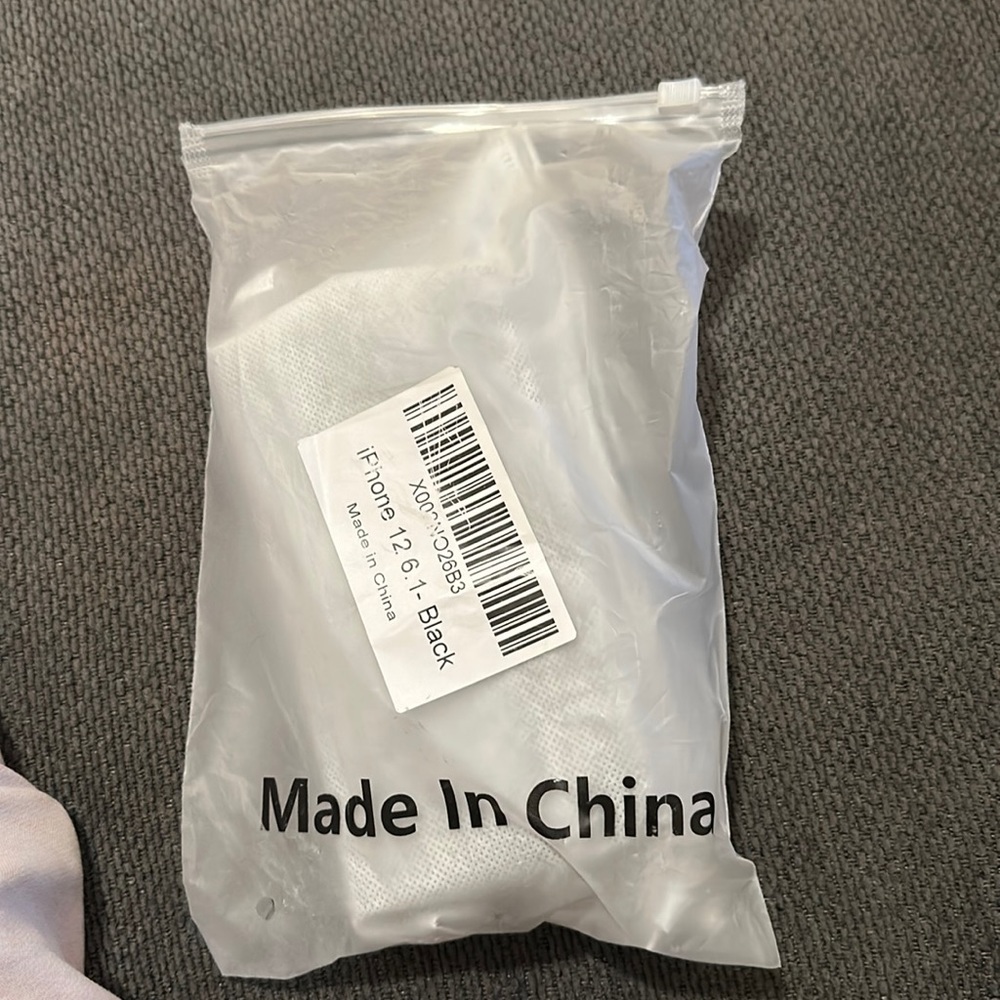 iPhone 12 6.1- Black
Made in China
Made In China